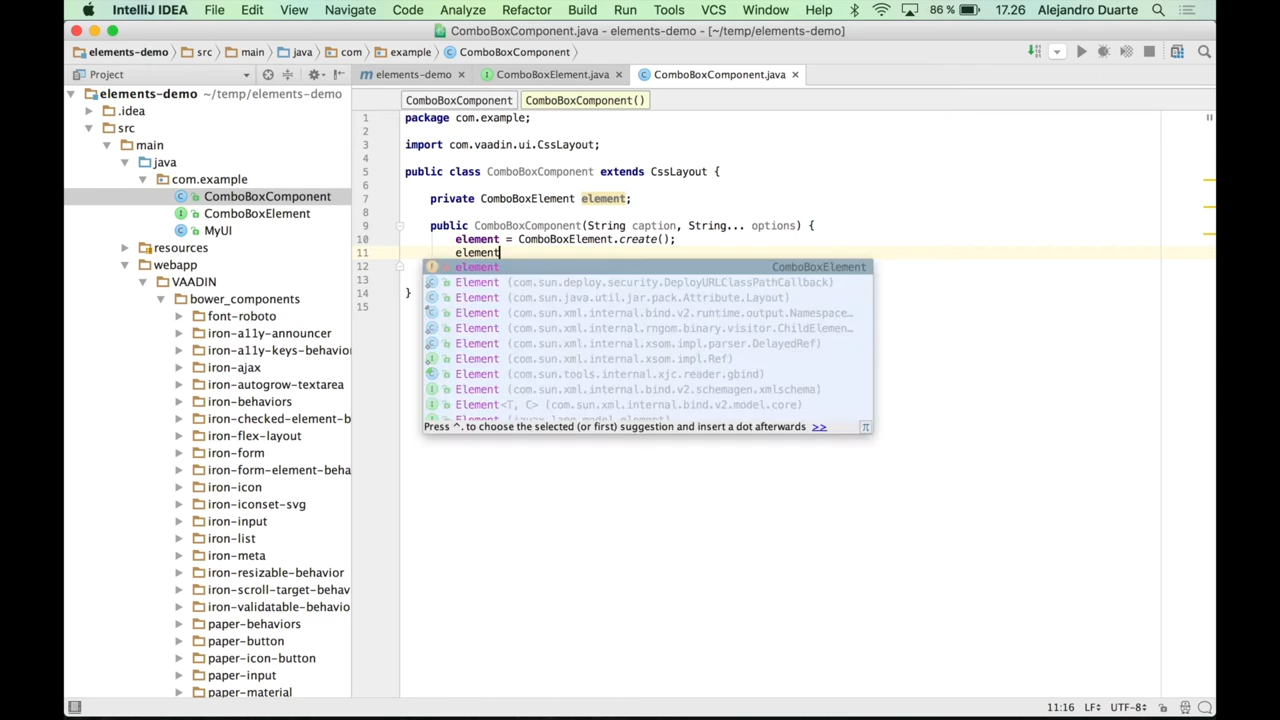 IntelliJ IDEA File Edit View Navigate Code Analyze Refactor Build Run Tools VCS Window Help 86 % 17.26 Alejandro Duarte
ComboBoxComponent.java - elements-demo - [~/temp/elements-demo]
elements-demo src main java com example ComboBoxComponent
Project
elements-demo ComboBoxElement.java ComboBoxComponent.java
elements-demo ~/temp/elements-demo
.idea
src
main
java
com.example
ComboBoxComponent
ComboBoxElement
MyUI
resources
webapp
VAADIN
bower_components
font-roboto
iron-a11y-announcer
iron-a11y-keys-behavior
iron-ajax
iron-autogrow-textarea
iron-behaviors
iron-checked-element-b
iron-flex-layout
iron-form
iron-form-element-beha
iron-icon
iron-iconset-svg
iron-input
iron-list
iron-meta
iron-resizable-behavior
iron-scroll-target-behav
iron-validatable-behavio
paper-behaviors
paper-button
paper-icon-button
paper-input
paper-material
ComboBoxComponent ComboBoxComponent()
1 package com.example;
2
3 import com.vaadin.ui.CssLayout;
4
5 public class ComboBoxComponent extends CssLayout {
6
7 private ComboBoxElement element;
8
9 public ComboBoxComponent(String caption, String... options) {
10 element = ComboBoxElement.create();
11 element
12
13
14 }
15
element ComboBoxElement
Element (com.sun.deploy.security.DeployURLClassPathCallback)
Element (com.sun.java.util.jar.pack.Attribute.Layout)
Element (com.sun.xml.internal.bind.v2.runtime.output.Namespace…
Element (com.sun.xml.internal.rngom.binary.visitor.ChildElemen…
Element (com.sun.xml.internal.xsom.impl.parser.DelayedRef)
Element (com.sun.xml.internal.xsom.impl.Ref)
Element (com.sun.tools.internal.xjc.reader.gbind)
Element (com.sun.xml.internal.bind.v2.schemagen.xmlschema)
Element<T, C> (com.sun.xml.internal.bind.v2.model.core)
Element (javax.lang.model.element)
Press ^. to choose the selected (or first) suggestion and insert a dot afterwards >> π
11:16 LF UTF-8